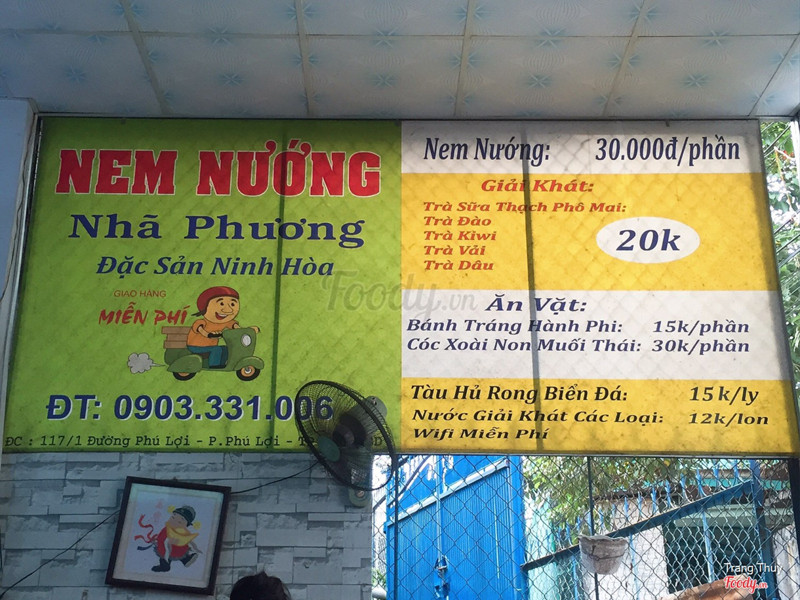 NEM NƯỚNG
Nhã Phương
Đặc Sản Ninh Hòa
GIAO HÀNG
MIỄN PHÍ
ĐT: 0903.331.006
ĐC : 117/1 Đường Phú Lợi - P.Phú Lợi - TP.
Nem Nướng: 30.000đ/phần
Giải Khát:
Trà Sữa Thạch Phô Mai:
Trà Đào
Trà Kiwi
Trà Vải
Trà Dâu
20k
Ăn Vặt:
Bánh Tráng Hành Phi: 15k/phần
Cóc Xoài Non Muối Thái: 30k/phần
Tàu Hủ Rong Biển Đá: 15k/ly
Nước Giải Khát Các Loại: 12k/lon
Wifi Miễn Phí
Foody.vn
Trang Thùy
Foody.vn